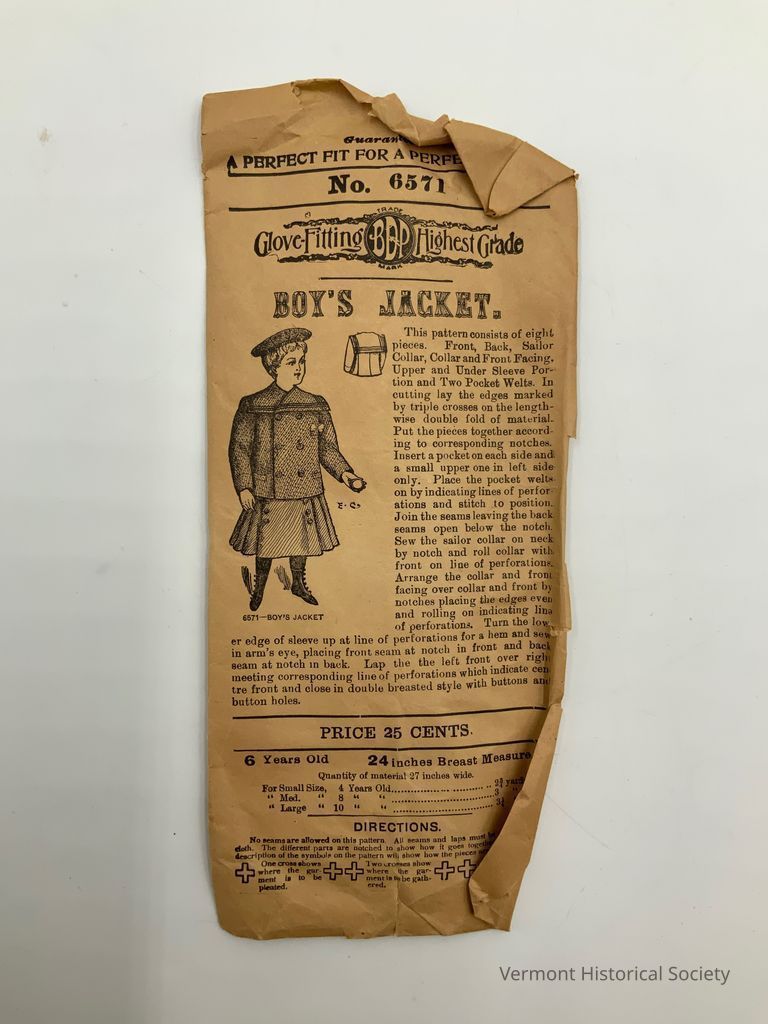 Guaran
A PERFECT FIT FOR A PERFE
No. 6571
TRADE
Glove-Fitting BEP Highest Grade
MARK
BOY'S JACKET.
This pattern consists of eight
pieces. Front, Back, Sailor
Collar, Collar and Front Facing,
Upper and Under Sleeve Por-
tion and Two Pocket Welts. In
cutting lay the edges marked
by triple crosses on the length-
wise double fold of material.
Put the pieces together accord-
ing to corresponding notches.
Insert a pocket on each side and
a small upper one in left side
only. Place the pocket welts
on by indicating lines of perfor-
ations and stitch to position.
Join the seams leaving the back
seams open below the notch.
Sew the sailor collar on neck
by notch and roll collar with
front on line of perforations.
Arrange the collar and front
facing over collar and front by
notches placing the edges even
and rolling on indicating line
of perforations. Turn the low-
er edge of sleeve up at line of perforations for a hem and sew
in arm's eye, placing front seam at notch in front and back
seam at notch in back. Lap the the left front over right
meeting corresponding line of perforations which indicate cen-
tre front and close in double breasted style with buttons and
button holes.
6571—BOY'S JACKET
PRICE 25 CENTS.
6 Years Old 24 inches Breast Measure
Quantity of material 27 inches wide.
For Small Size, 4 Years Old.............. .. 2¾ yard
" Med. " 8 " " .............. 3 "
" Large " 10 " " ..............
DIRECTIONS.
No seams are allowed on this pattern. All seams and laps must be
cloth. The different parts are notched to show how it goes together
description of the symbols on the pattern will show how the pieces
One cross shows where the gar- ment is to be pleated.
Two crosses show where the gar- ment is to be gath- ered.
Vermont Historical Society